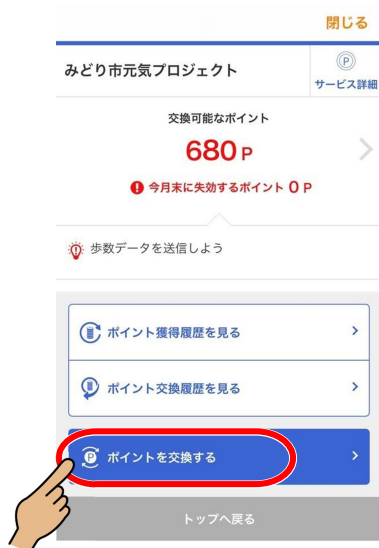 閉じる
みどり市元気プロジェクト
P
サービス詳細
交換可能なポイント
680 P
! 今月末に失効するポイント 0 P
歩数データを送信しよう
ポイント獲得履歴を見る
ポイント交換履歴を見る
P ポイントを交換する
トップへ戻る